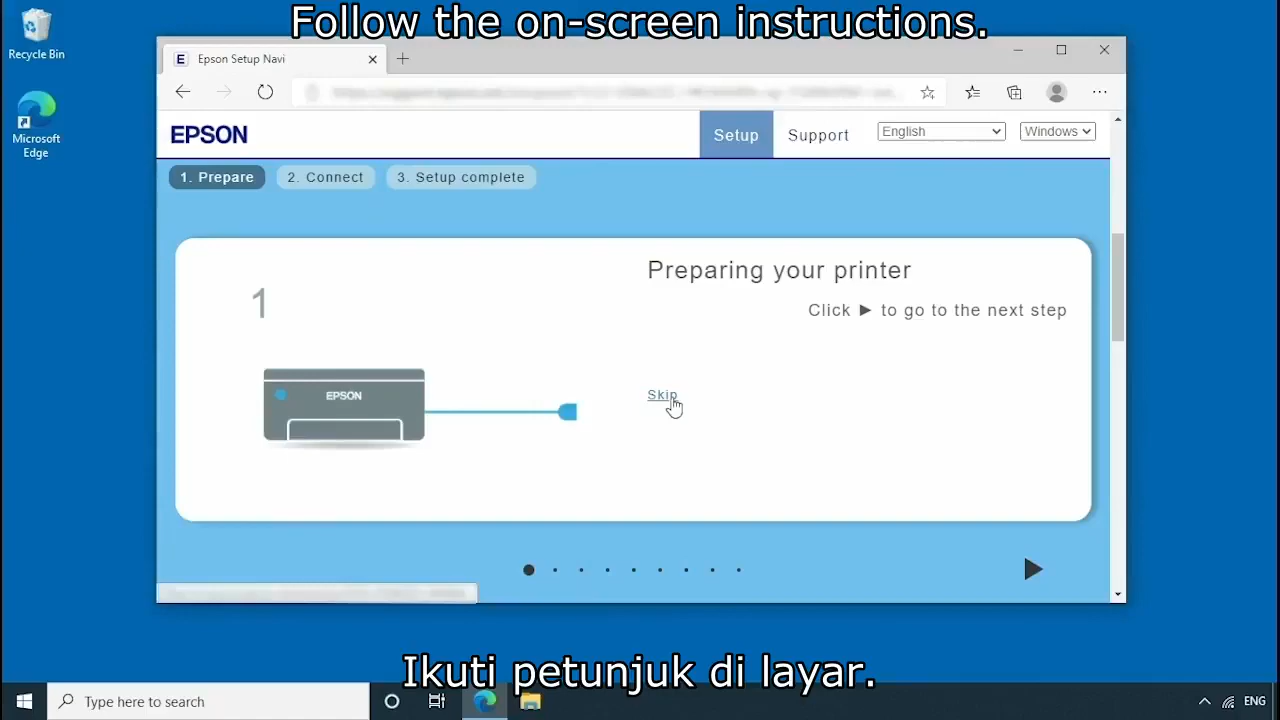 Follow the on-screen instructions.
Recycle Bin
Microsoft
Edge
E Epson Setup Navi
EPSON
Setup
Support
English
Windows
1. Prepare
2. Connect
3. Setup complete
1
Preparing your printer
Click ► to go to the next step
EPSON
Skip
Ikuti petunjuk di layar.
Type here to search
ENG